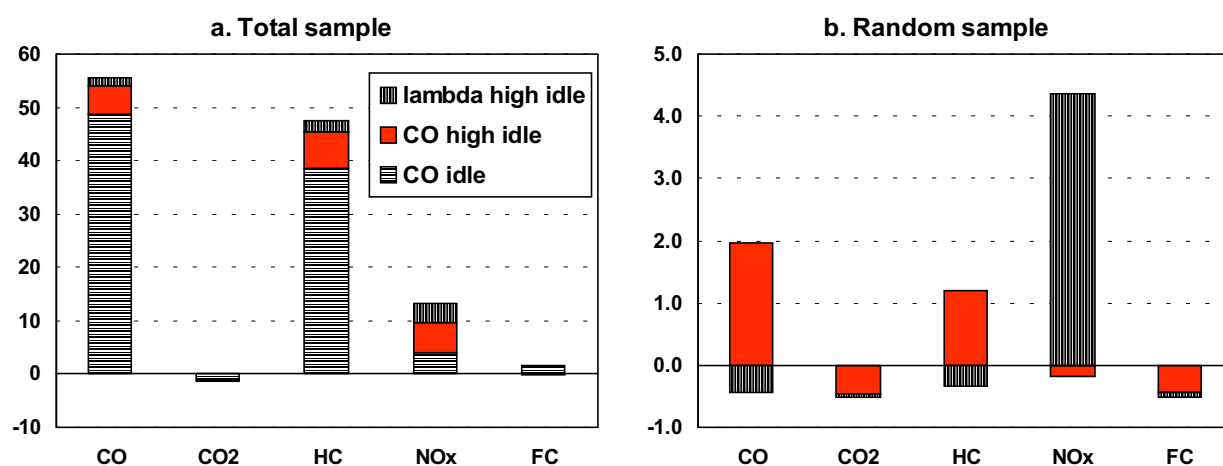 a. Total sample
60
50
40
30
20
10
0
-10
lambda high idle
CO high idle
CO idle
CO CO2 HC NOx FC
b. Random sample
5.0
4.0
3.0
2.0
1.0
0.0
-1.0
CO CO2 HC NOx FC